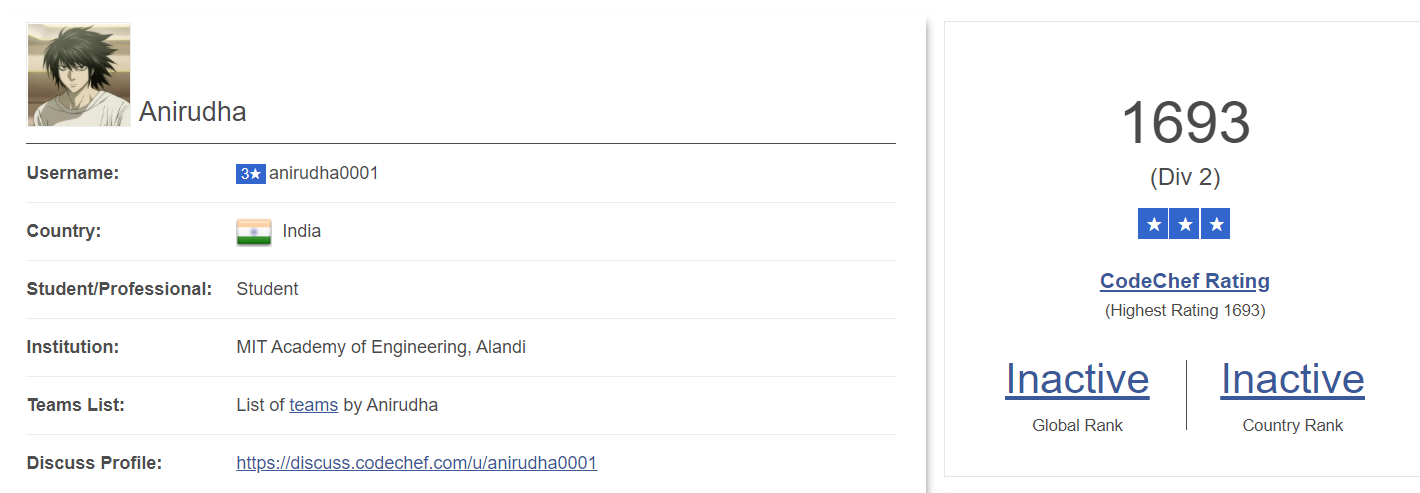 Anirudha
Username: 3★ anirudha0001
Country: India
Student/Professional: Student
Institution: MIT Academy of Engineering, Alandi
Teams List: List of teams by Anirudha
Discuss Profile: https://discuss.codechef.com/u/anirudha0001
1693
(Div 2)
★ ★ ★
CodeChef Rating
(Highest Rating 1693)
Inactive Inactive
Global Rank Country Rank